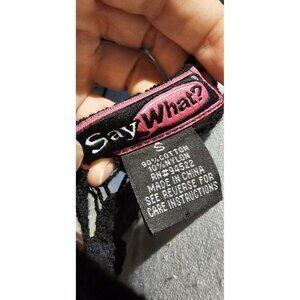 Say What?
S
90% COTTON
10% NYLON
RN#94522
MADE IN CHINA
SEE REVERSE FOR
CARE INSTRUCTIONS